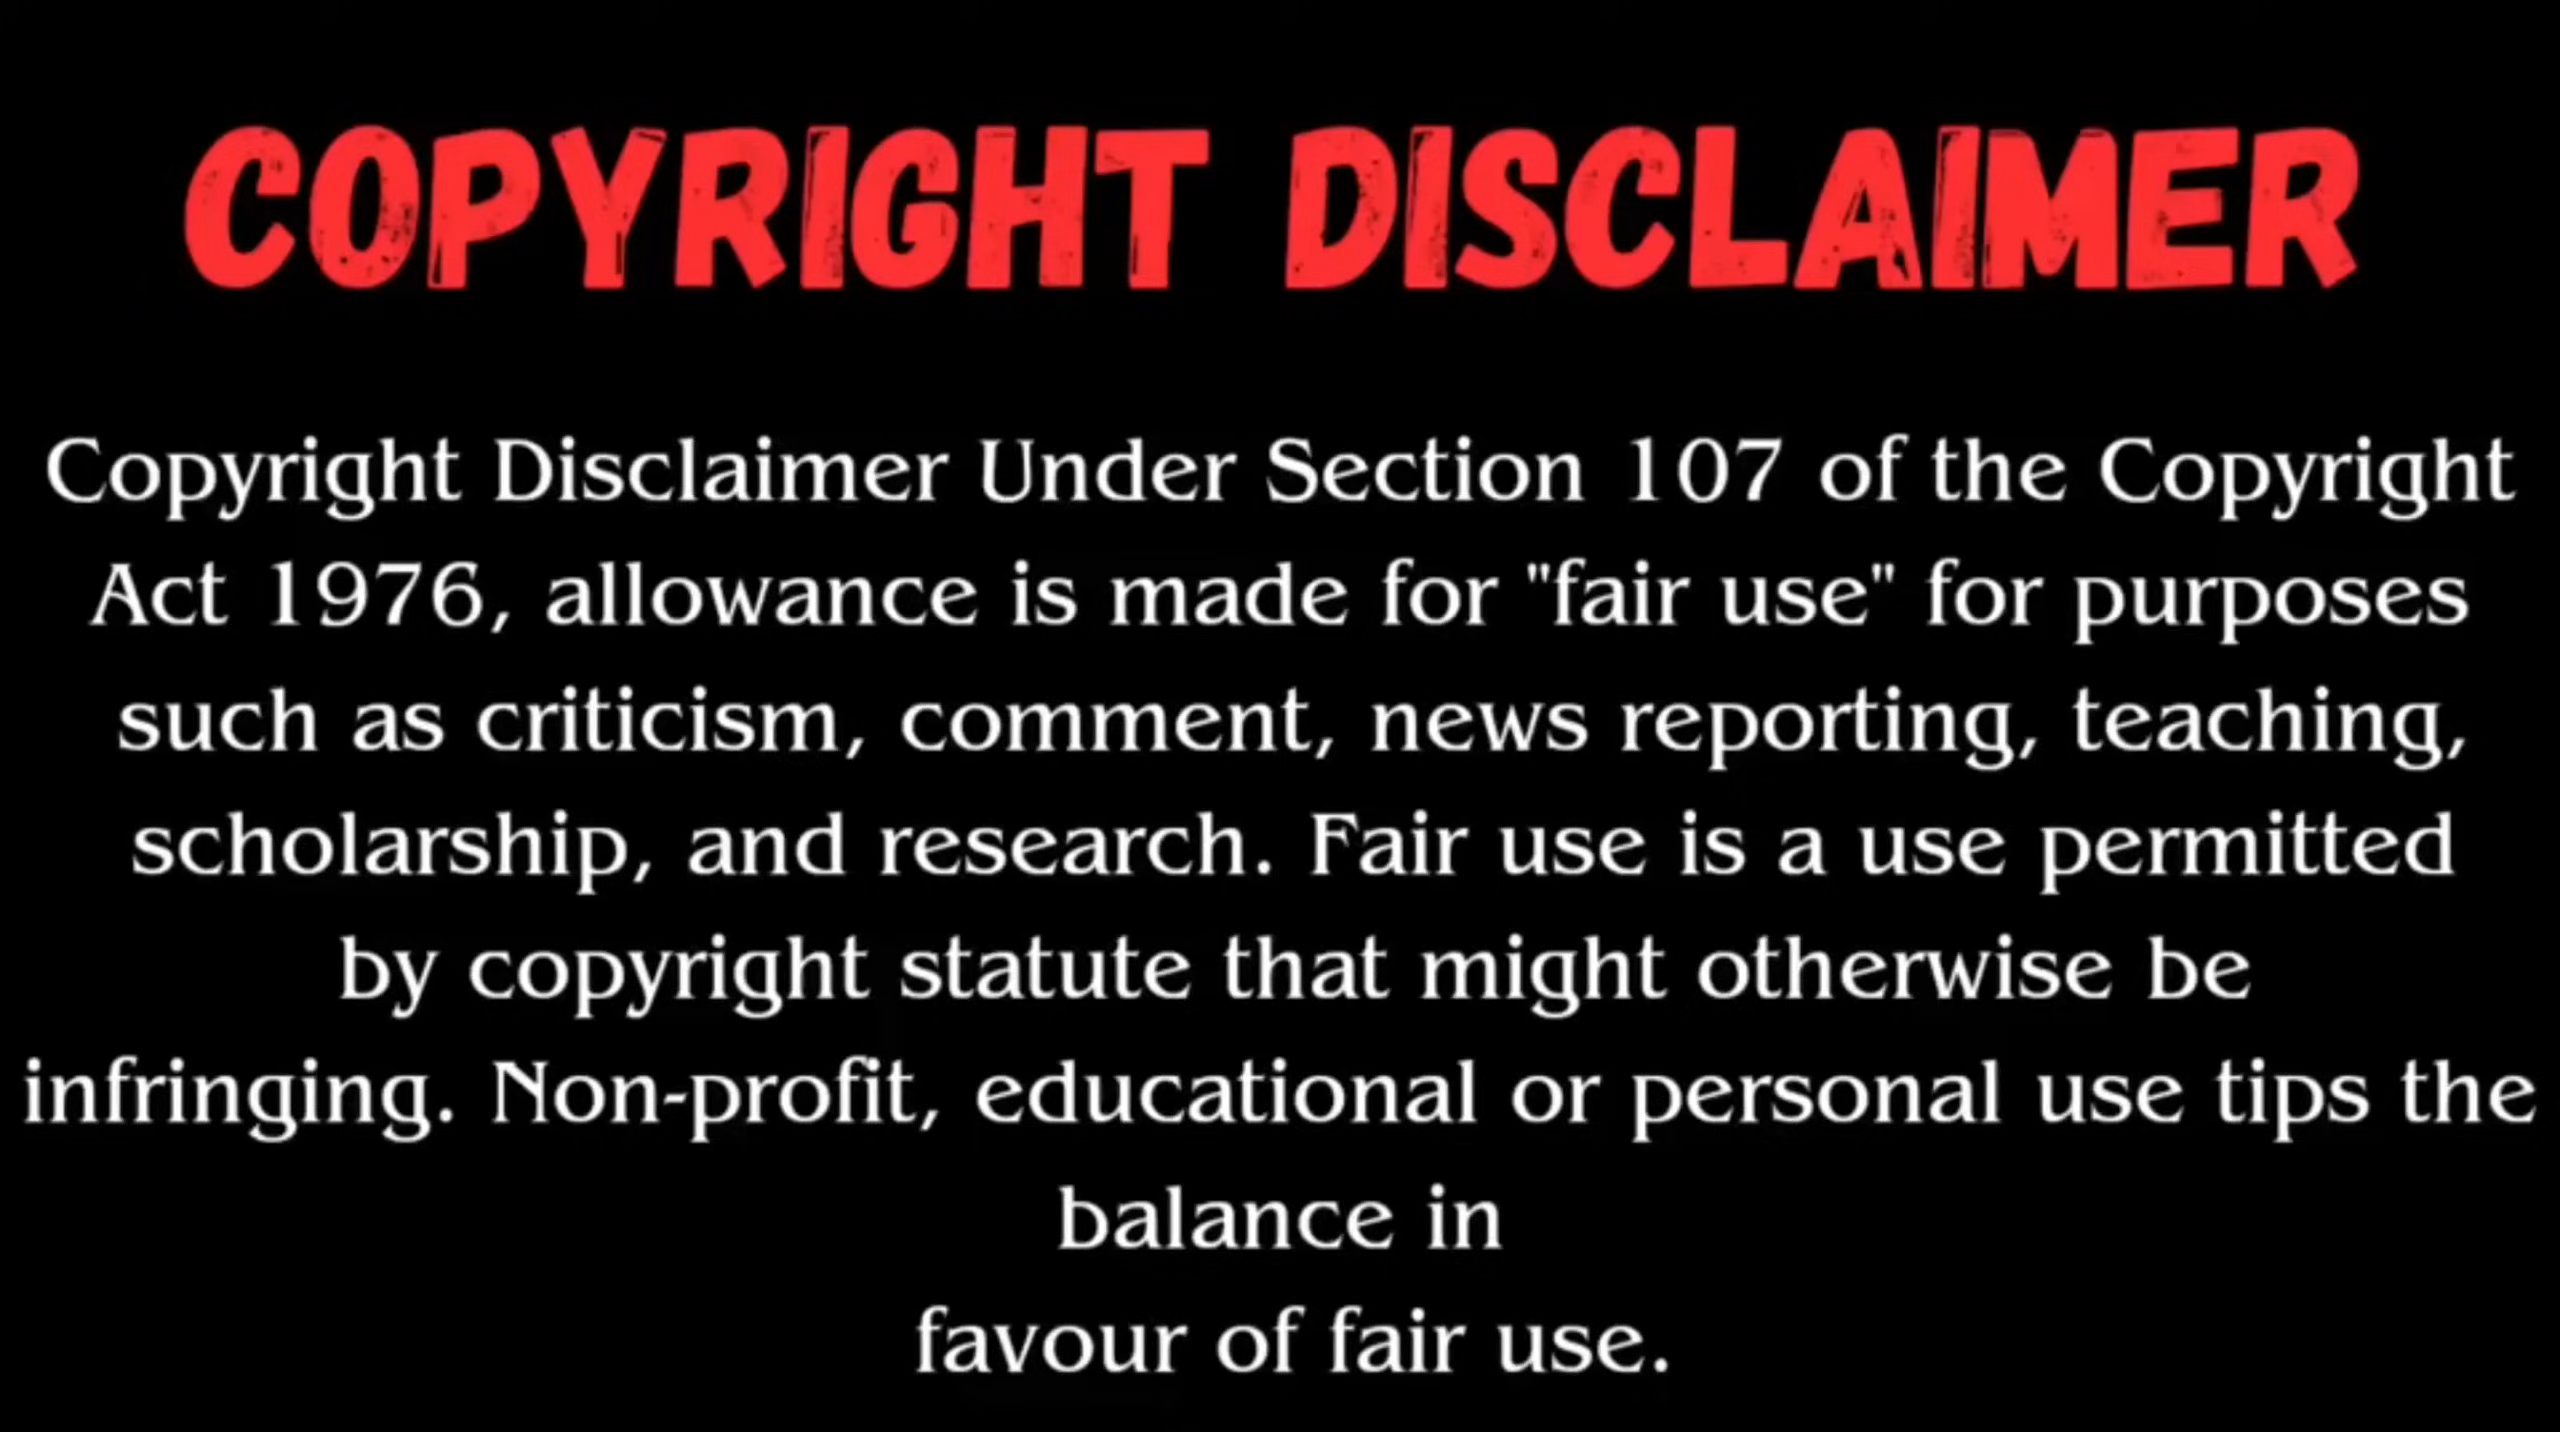 COPYRIGHT DISCLAIMER
Copyright Disclaimer Under Section 107 of the Copyright
Act 1976, allowance is made for "fair use" for purposes
such as criticism, comment, news reporting, teaching,
scholarship, and research. Fair use is a use permitted
by copyright statute that might otherwise be
infringing. Non-profit, educational or personal use tips the
balance in
favour of fair use.